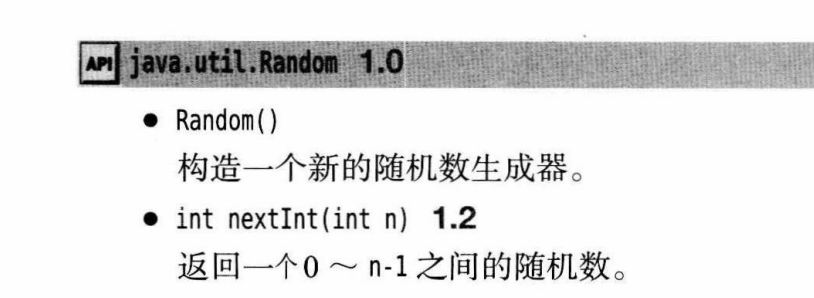 API java.util.Random 1.0
● Random()
构造一个新的随机数生成器。
● int nextInt(int n) 1.2
返回一个0 ～ n-1之间的随机数。